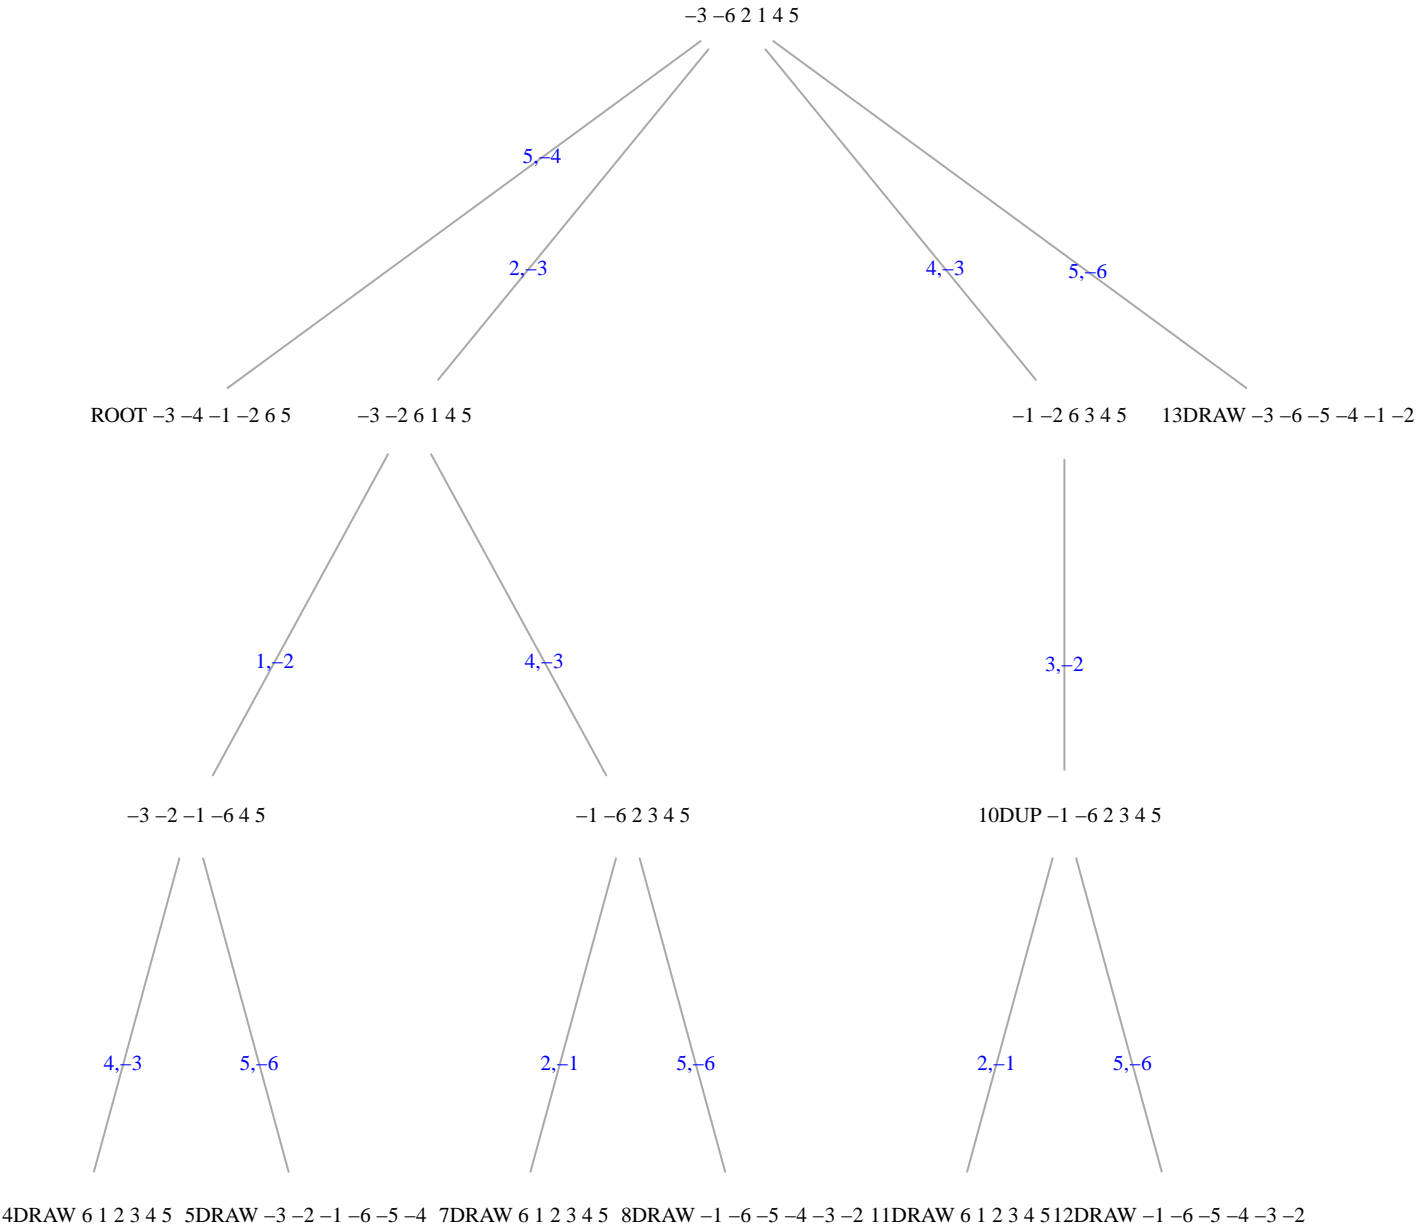 –3 –6 2 1 4 5
5,–4
2,–3
4,–3
5,–6
ROOT –3 –4 –1 –2 6 5
–3 –2 6 1 4 5
–1 –2 6 3 4 5
13DRAW –3 –6 –5 –4 –1 –2
1,–2
4,–3
3,–2
–3 –2 –1 –6 4 5
–1 –6 2 3 4 5
10DUP –1 –6 2 3 4 5
4,–3
5,–6
2,–1
5,–6
2,–1
5,–6
4DRAW 6 1 2 3 4 5
5DRAW –3 –2 –1 –6 –5 –4
7DRAW 6 1 2 3 4 5
8DRAW –1 –6 –5 –4 –3 –2
11DRAW 6 1 2 3 4 5
12DRAW –1 –6 –5 –4 –3 –2